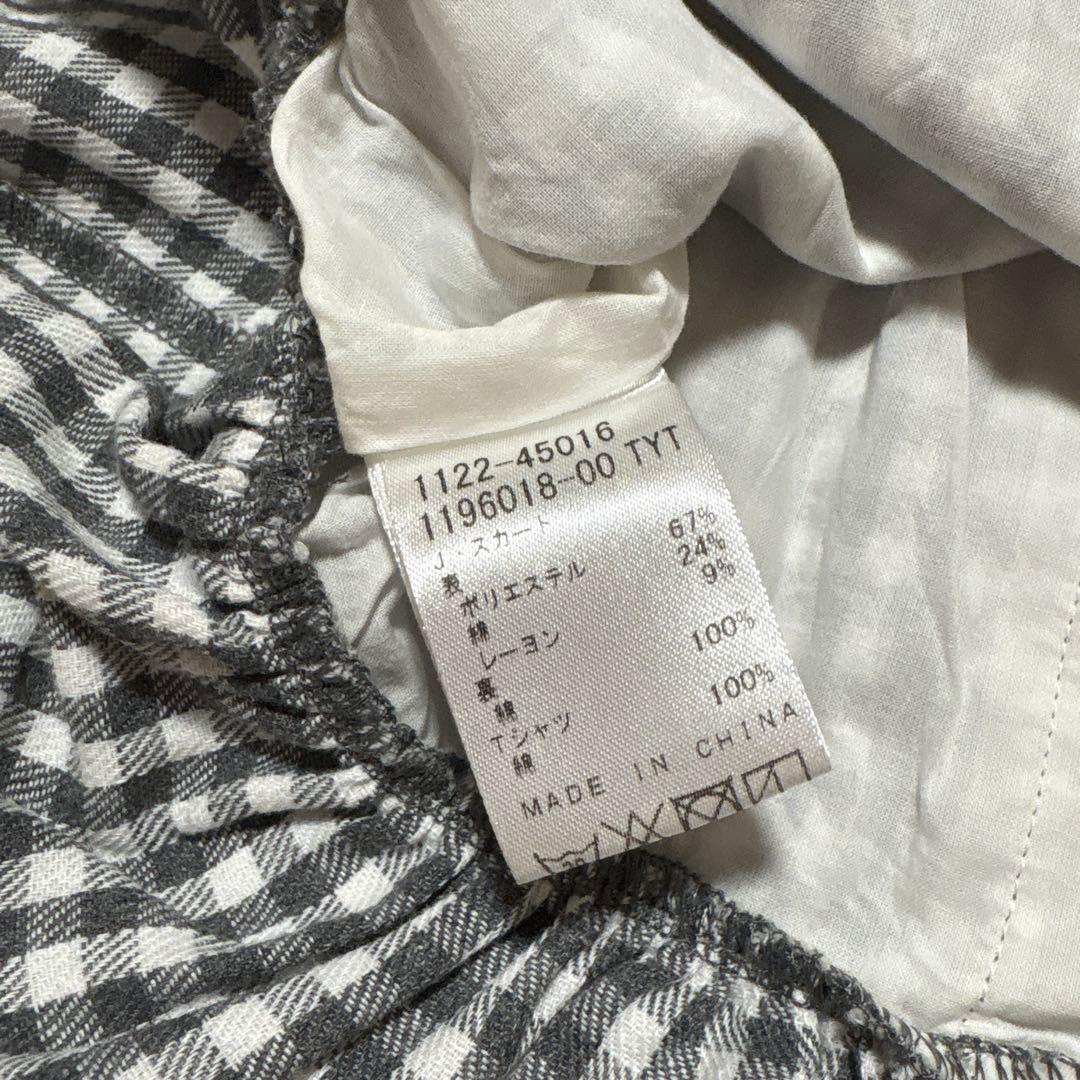 1122-45016
1196018-00 TYT
J・スカート
表
ポリエステル 67%
綿 24%
レーヨン 9%
裏
綿 100%
Tシャツ
綿 100%
MADE IN CHINA
30